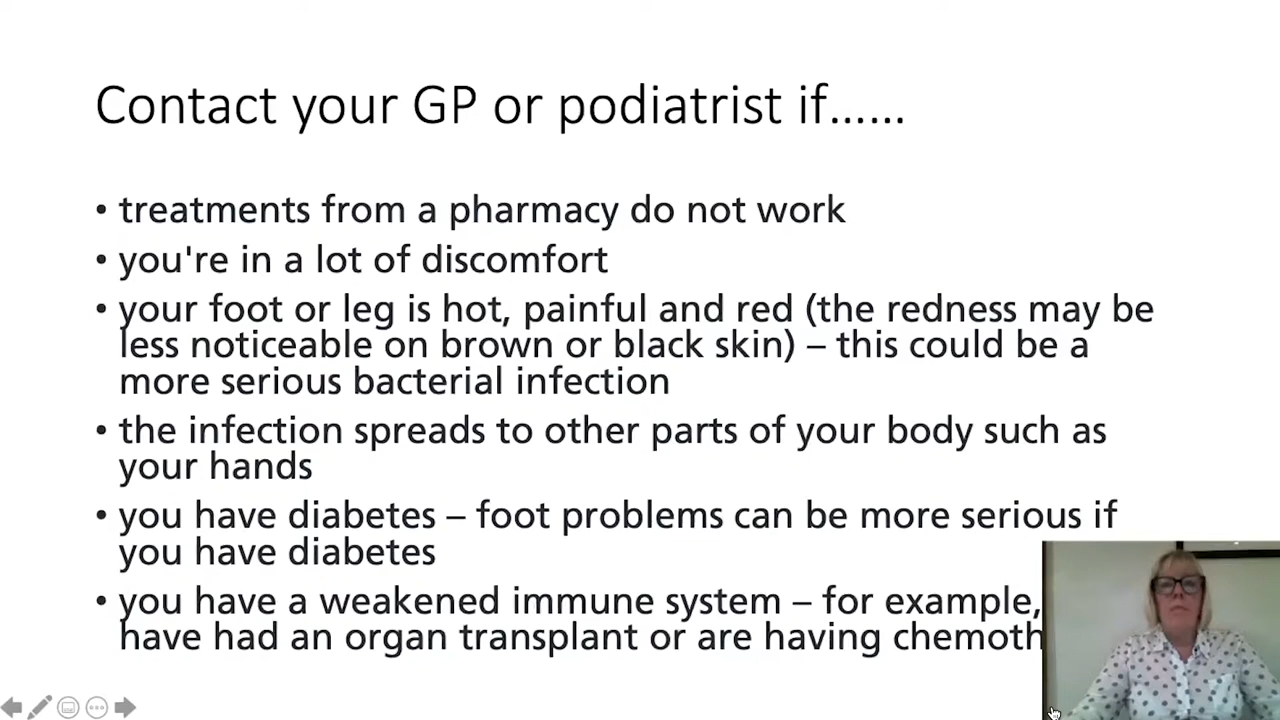 Contact your GP or podiatrist if......
• treatments from a pharmacy do not work
• you're in a lot of discomfort
• your foot or leg is hot, painful and red (the redness may be
less noticeable on brown or black skin) – this could be a
more serious bacterial infection
• the infection spreads to other parts of your body such as
your hands
• you have diabetes – foot problems can be more serious if
you have diabetes
• you have a weakened immune system – for example,
have had an organ transplant or are having